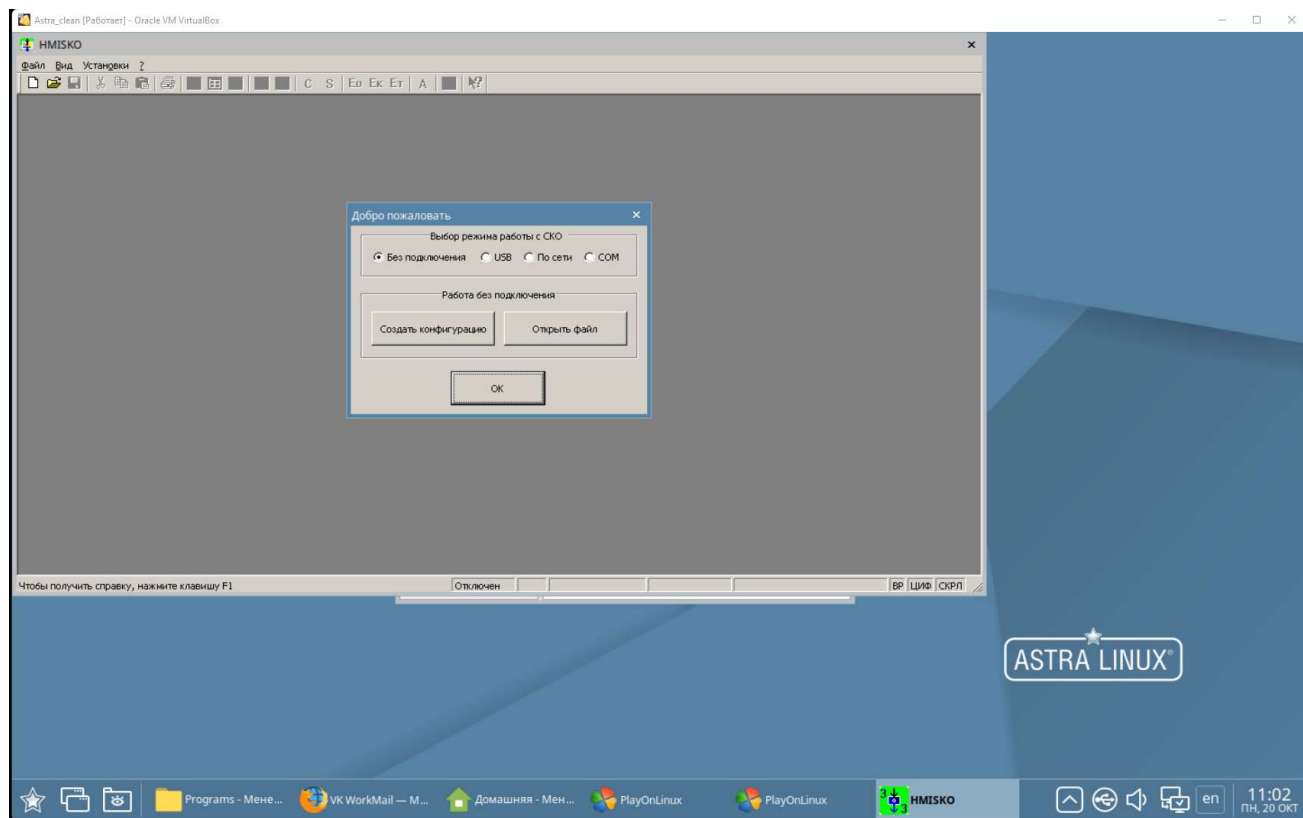 Astra_clean [Работает] - Oracle VM VirtualBox
HMISKO
Файл Вид Установки ?
C S ED EK ET A
Добро пожаловать
Выбор режима работы с СКО
Без подключения USB По сети COM
Работа без подключения
Создать конфигурацию Открыть файл
OK
Чтобы получить справку, нажмите клавишу F1 Отключен ВР ЦИФ СКРЛ
ASTRA LINUX®
Programs - Мене... VK WorkMail — М... Домашняя - Мен... PlayOnLinux PlayOnLinux 3 3 HMISKO en 11:02
ПН, 20 ОКТ